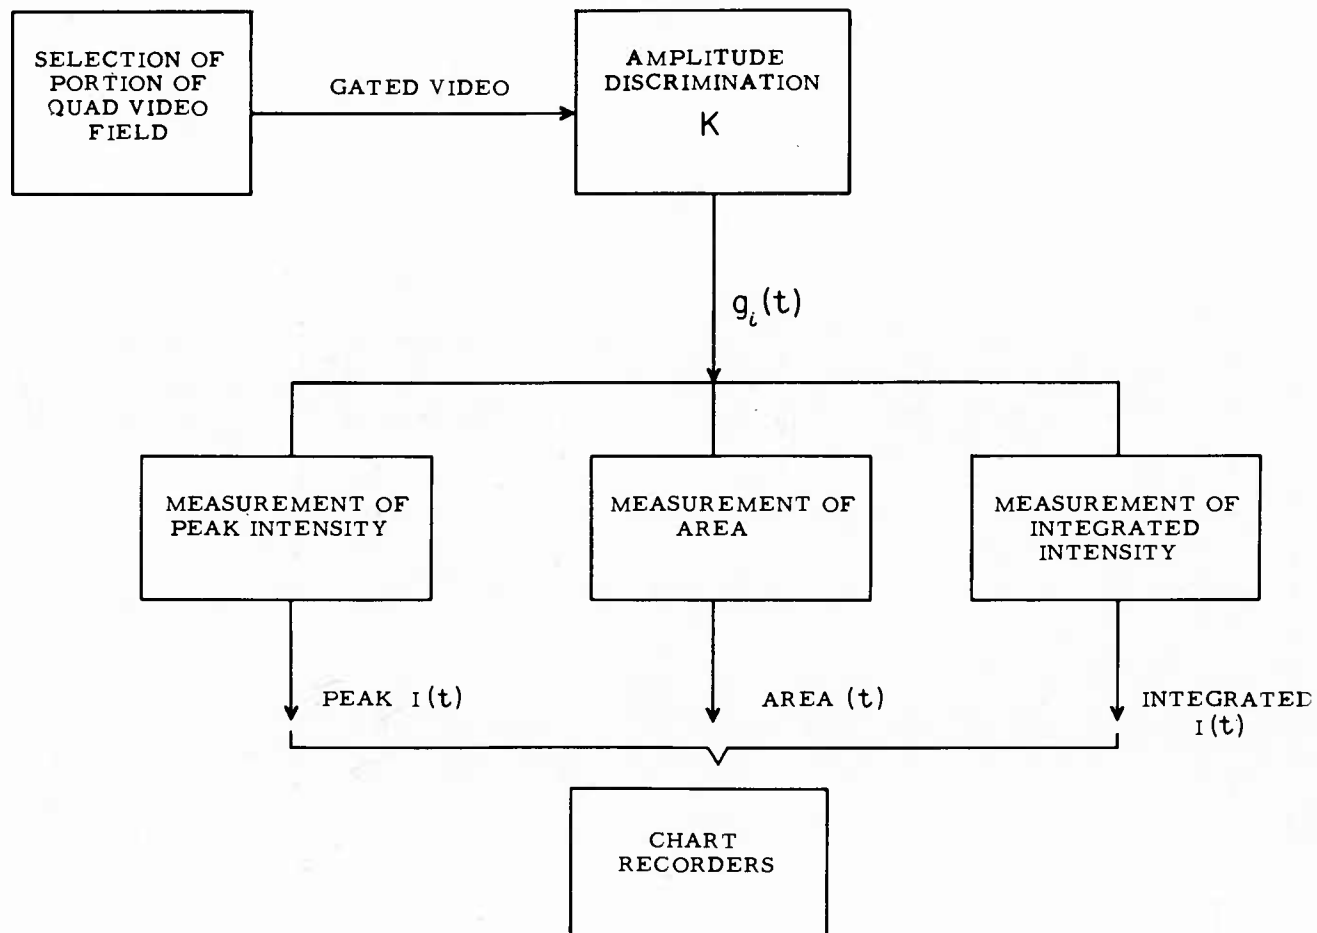 SELECTION OF
PORTION OF
QUAD VIDEO
FIELD
GATED VIDEO
AMPLITUDE
DISCRIMINATION
K
g_i(t)
MEASUREMENT OF
PEAK INTENSITY
MEASUREMENT OF
AREA
MEASUREMENT OF
INTEGRATED
INTENSITY
PEAK I(t)
AREA (t)
INTEGRATED
I(t)
CHART
RECORDERS